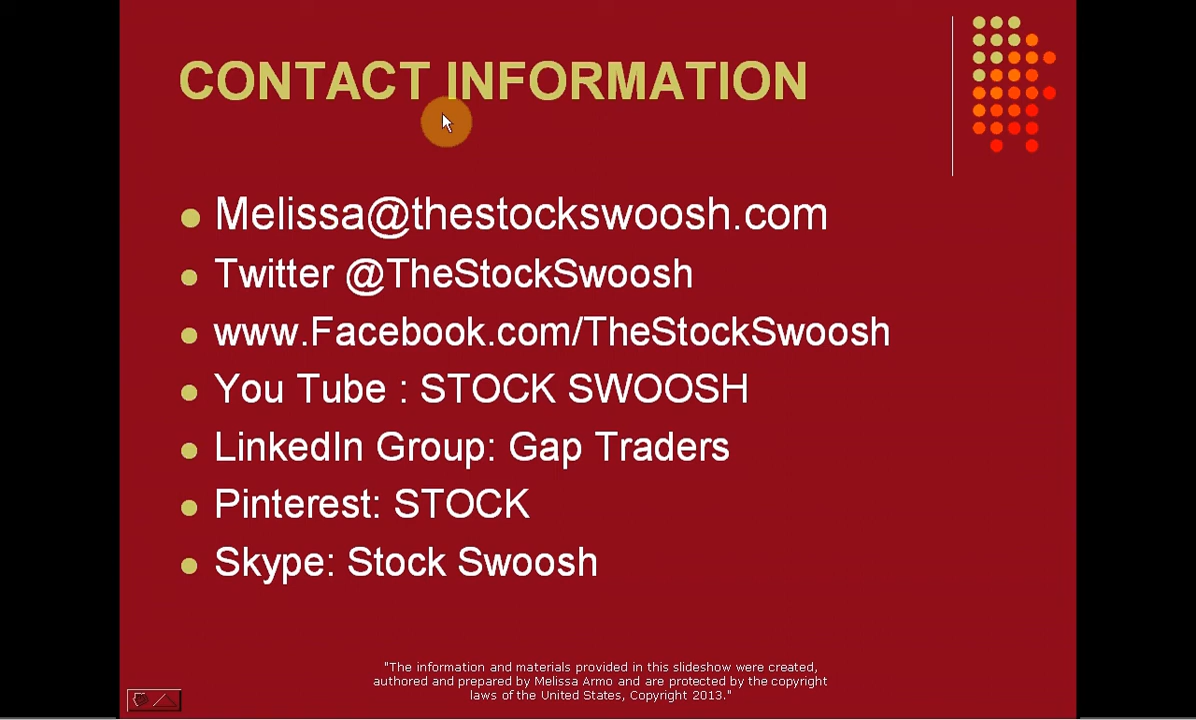 CONTACT INFORMATION
Melissa@thestockswoosh.com
Twitter @TheStockSwoosh
www.Facebook.com/TheStockSwoosh
You Tube : STOCK SWOOSH
LinkedIn Group: Gap Traders
Pinterest: STOCK
Skype: Stock Swoosh
"The information and materials provided in this slideshow were created,
authored and prepared by Melissa Armo and are protected by the copyright
laws of the United States, Copyright 2013."